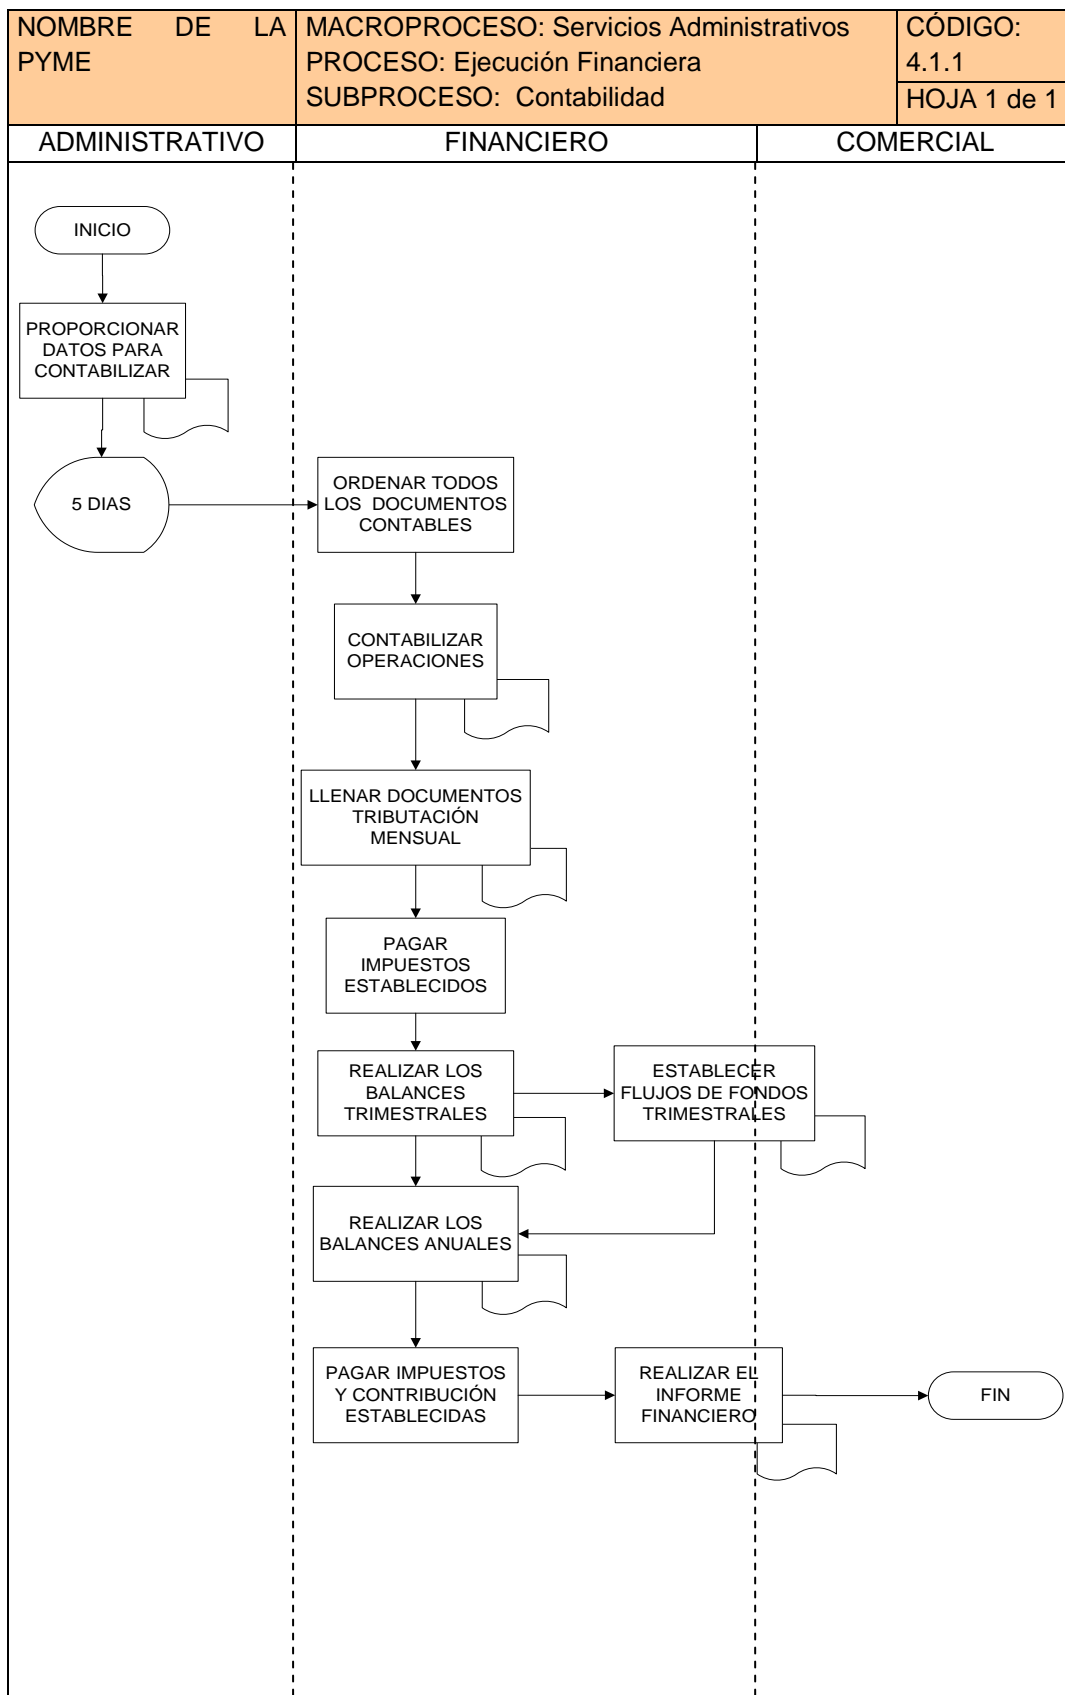 NOMBRE DE LA
PYME
MACROPROCESO: Servicios Administrativos
PROCESO: Ejecución Financiera
SUBPROCESO: Contabilidad
CÓDIGO:
4.1.1
HOJA 1 de 1
ADMINISTRATIVO
FINANCIERO
COMERCIAL
INICIO
PROPORCIONAR
DATOS PARA
CONTABILIZAR
5 DIAS
ORDENAR TODOS
LOS DOCUMENTOS
CONTABLES
CONTABILIZAR
OPERACIONES
LLENAR DOCUMENTOS
TRIBUTACIÓN
MENSUAL
PAGAR
IMPUESTOS
ESTABLECIDOS
REALIZAR LOS
BALANCES
TRIMESTRALES
ESTABLECER
FLUJOS DE FONDOS
TRIMESTRALES
REALIZAR LOS
BALANCES ANUALES
PAGAR IMPUESTOS
Y CONTRIBUCIÓN
ESTABLECIDAS
REALIZAR EL
INFORME
FINANCIERO
FIN